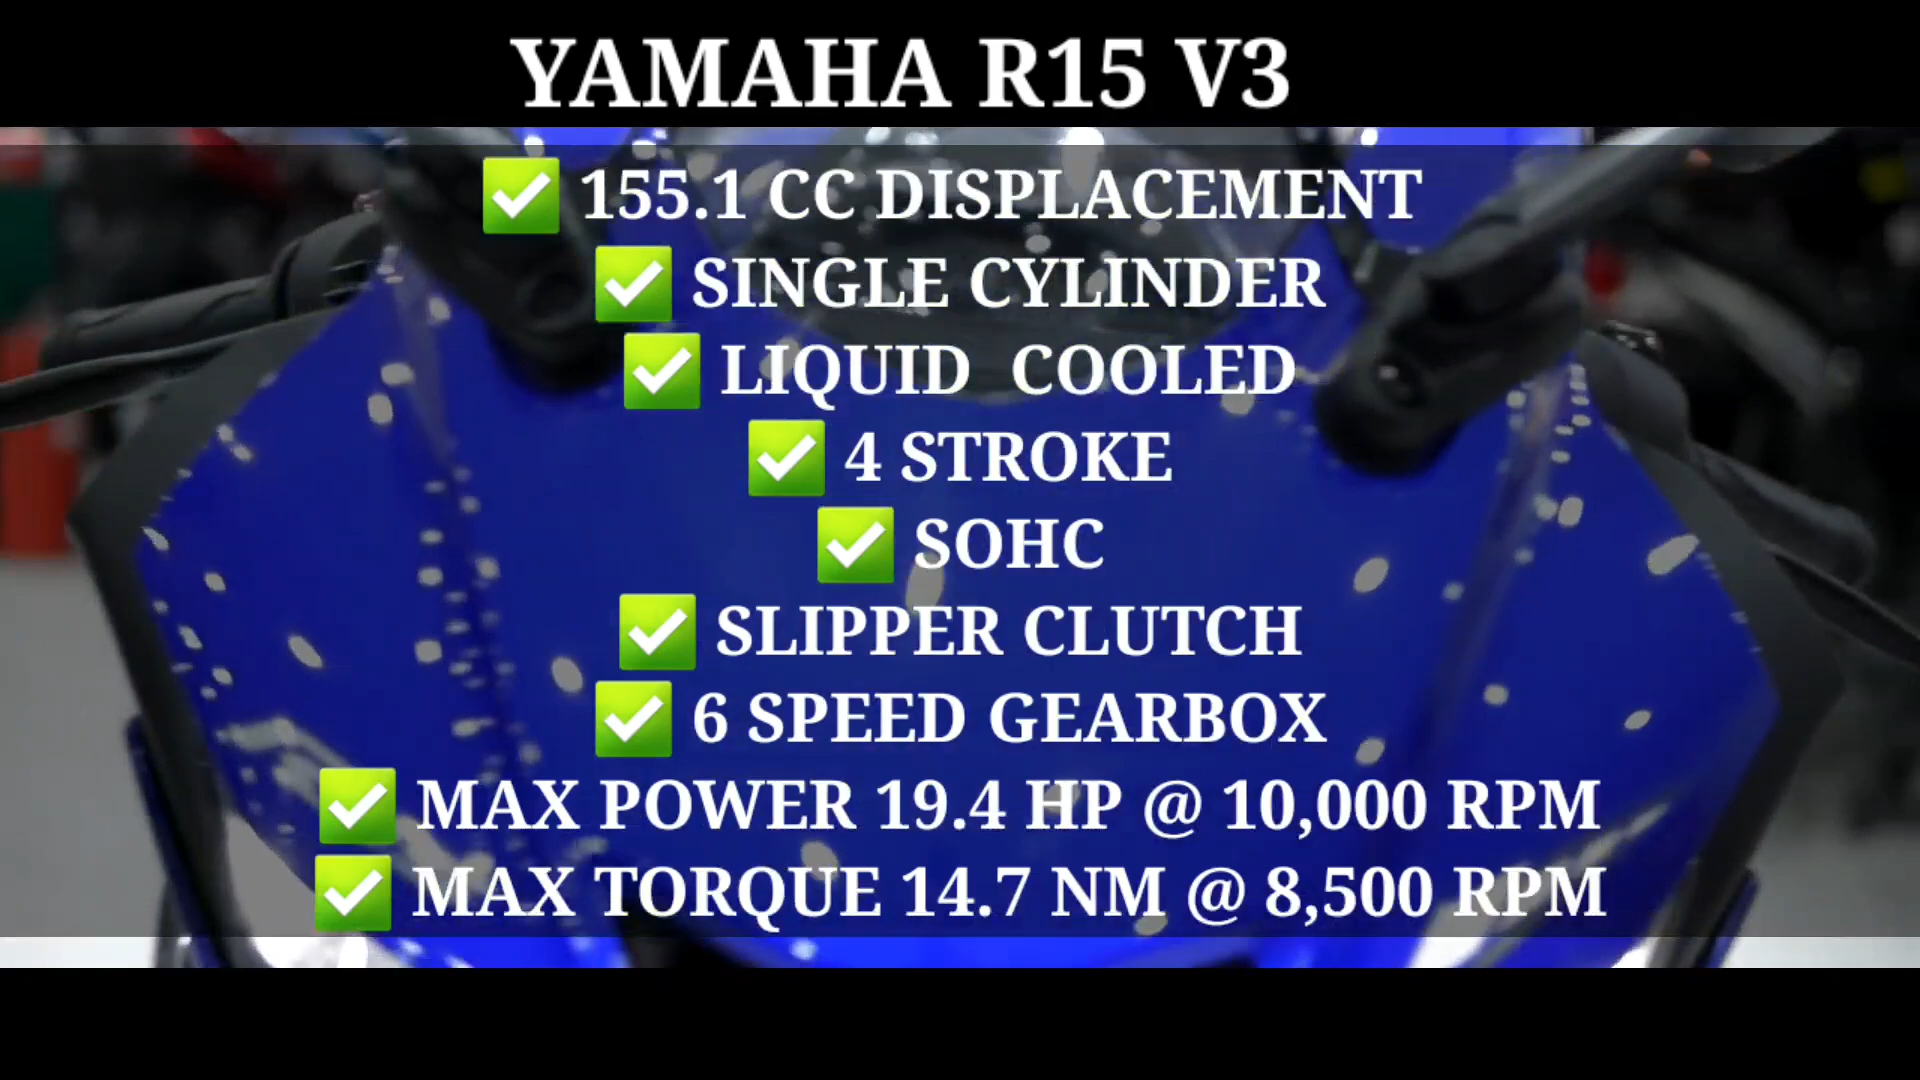 YAMAHA R15 V3
✅ 155.1 CC DISPLACEMENT
✅ SINGLE CYLINDER
✅ LIQUID COOLED
✅ 4 STROKE
✅ SOHC
✅ SLIPPER CLUTCH
✅ 6 SPEED GEARBOX
✅ MAX POWER 19.4 HP @ 10,000 RPM
✅ MAX TORQUE 14.7 NM @ 8,500 RPM